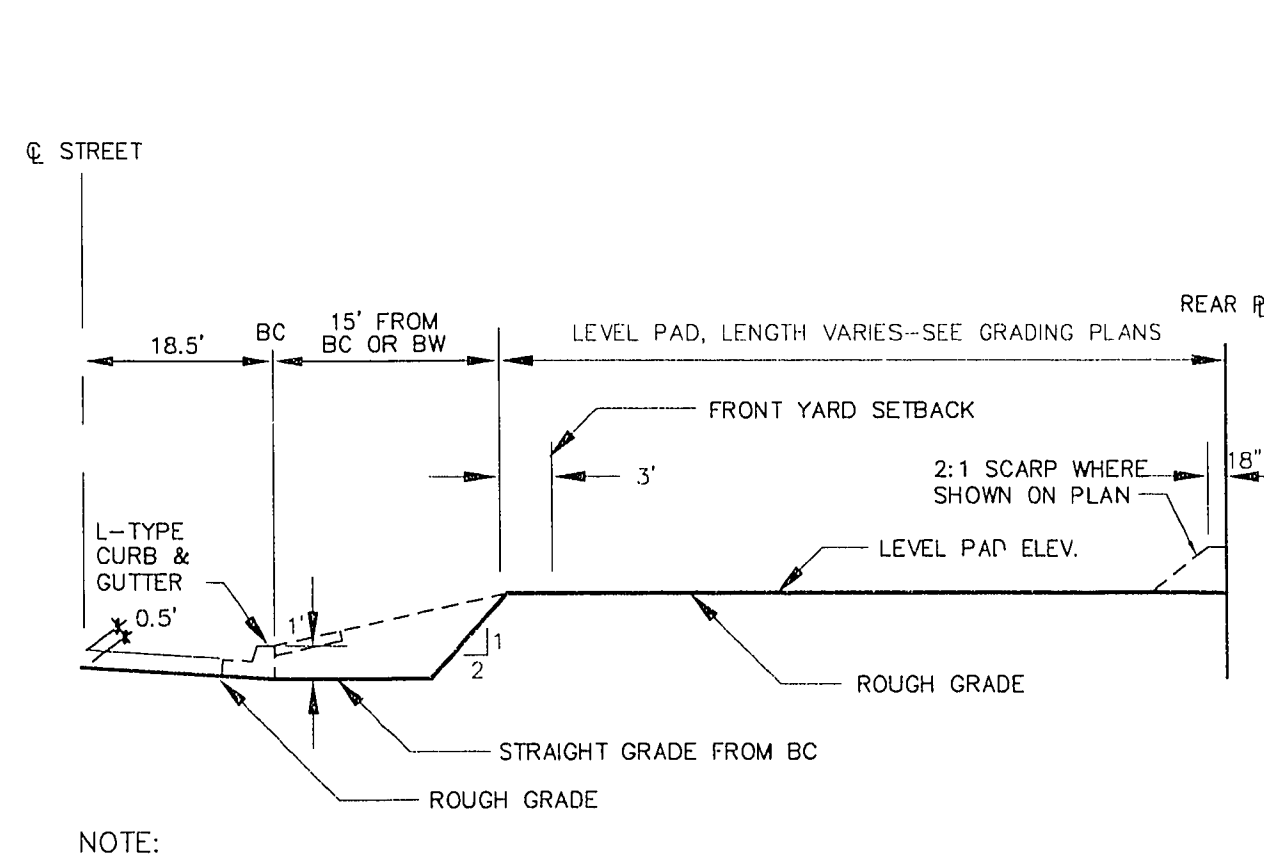 ℄ STREET
REAR ⅊
18.5'
BC
15' FROM
BC OR BW
LEVEL PAD, LENGTH VARIES--SEE GRADING PLANS
FRONT YARD SETBACK
3'
2:1 SCARP WHERE
SHOWN ON PLAN
18"
L-TYPE
CURB &
GUTTER
0.5'
1'
1
2
LEVEL PAD ELEV.
ROUGH GRADE
STRAIGHT GRADE FROM BC
ROUGH GRADE
NOTE: